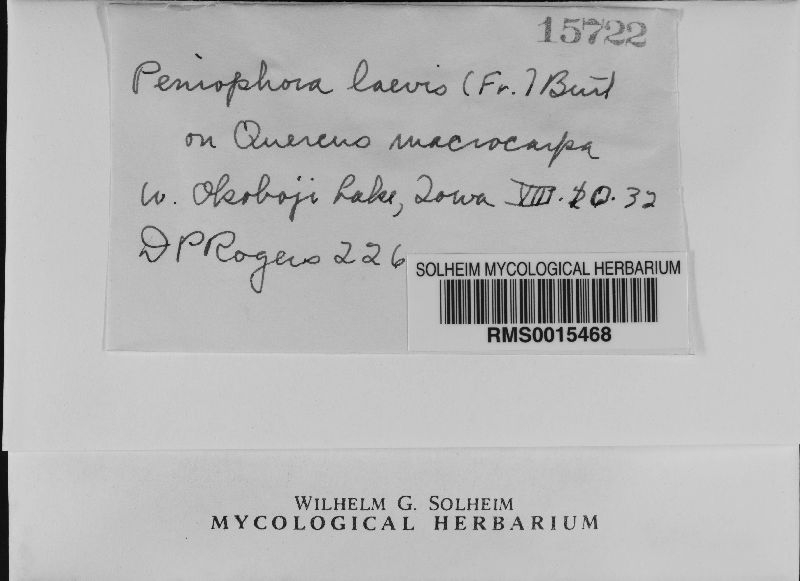 15722
Peniophora laevis (Fr.) Burt
on Quercus macrocarpa
W. Okoboji Lake, Iowa VIII. 32
D P Rogers 226
SOLHEIM MYCOLOGICAL HERBARIUM
RMS0015468
WILHELM G. SOLHEIM
MYCOLOGICAL HERBARIUM